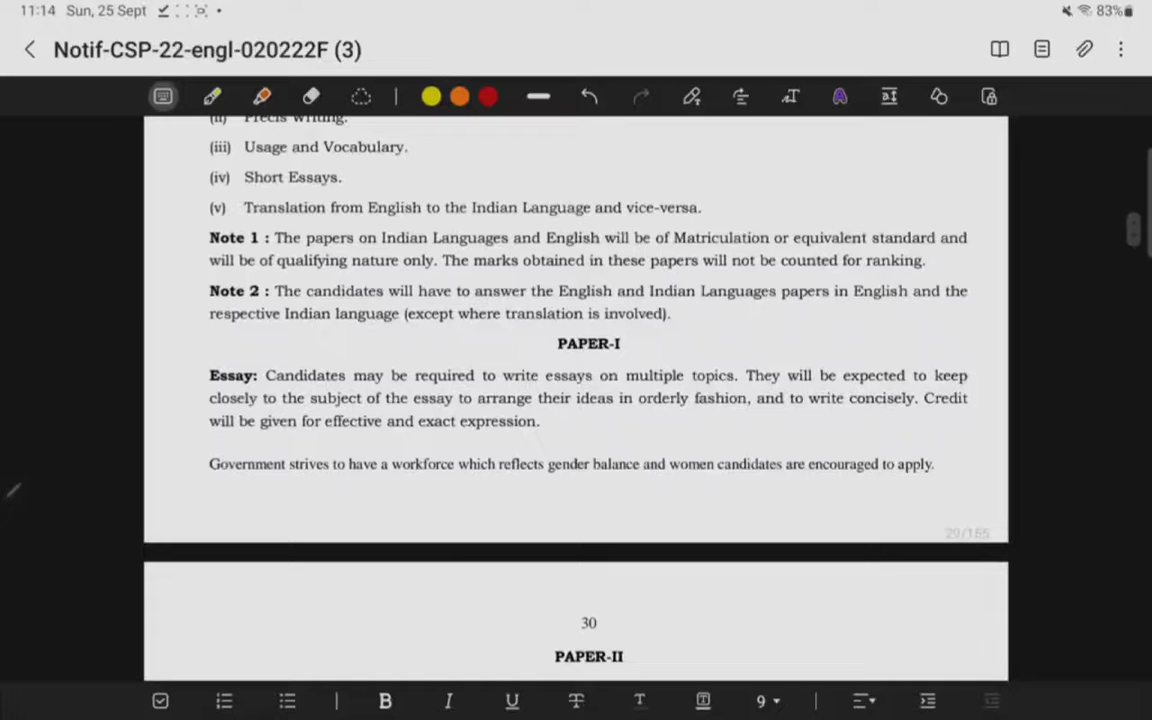 11:14 Sun, 25 Sept
83%
Notif-CSP-22-engl-020222F (3)
(ii) Precis Writing.
(iii) Usage and Vocabulary.
(iv) Short Essays.
(v) Translation from English to the Indian Language and vice-versa.
Note 1 : The papers on Indian Languages and English will be of Matriculation or equivalent standard and
will be of qualifying nature only. The marks obtained in these papers will not be counted for ranking.
Note 2 : The candidates will have to answer the English and Indian Languages papers in English and the
respective Indian language (except where translation is involved).
PAPER-I
Essay: Candidates may be required to write essays on multiple topics. They will be expected to keep
closely to the subject of the essay to arrange their ideas in orderly fashion, and to write concisely. Credit
will be given for effective and exact expression.
Government strives to have a workforce which reflects gender balance and women candidates are encouraged to apply.
29/155
30
PAPER-II
B I U T T T 9